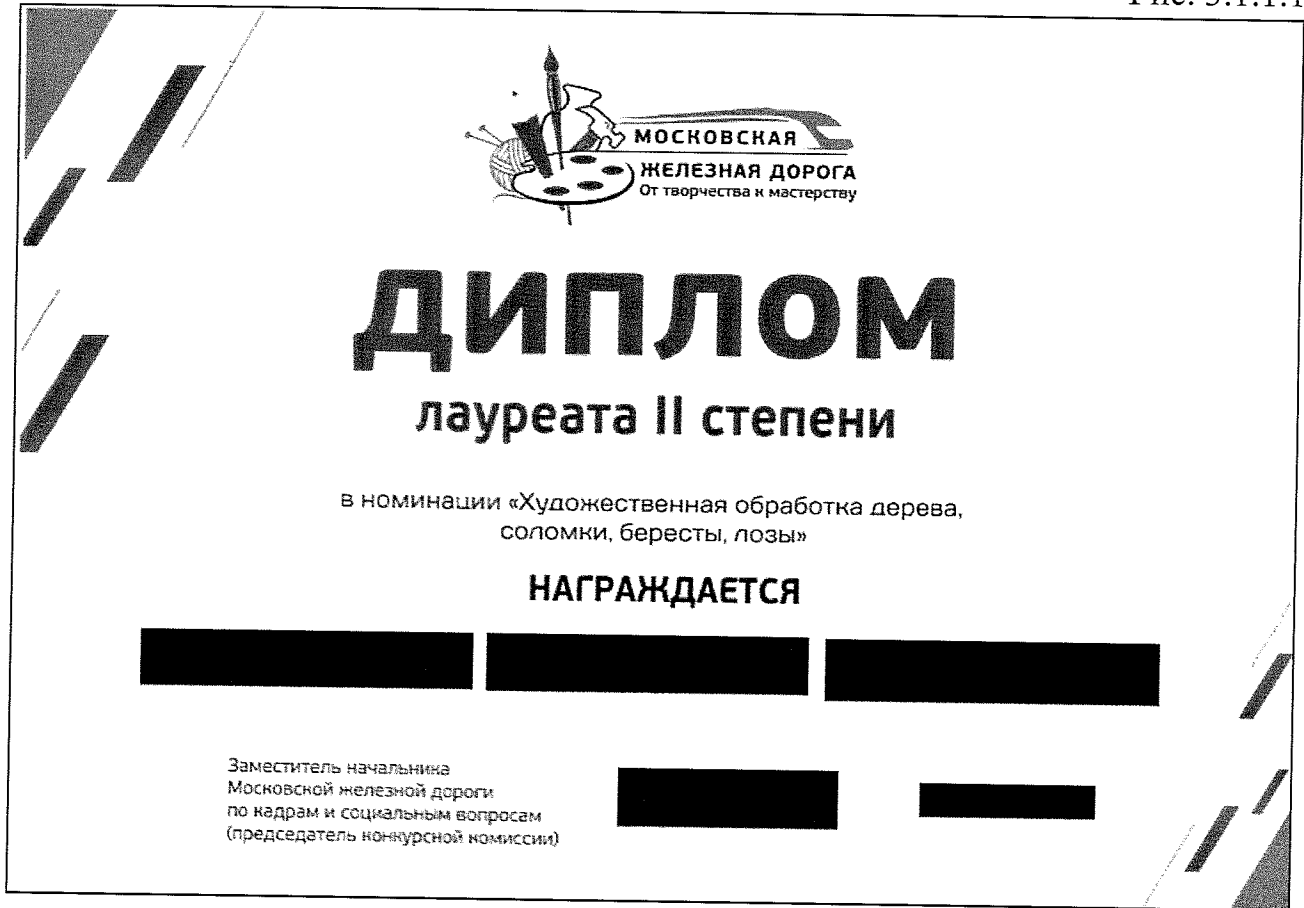 МОСКОВСКАЯ
ЖЕЛЕЗНАЯ ДОРОГА
От творчества к мастерству
ДИПЛОМ
лауреата II степени
в номинации «Художественная обработка дерева,
соломки, бересты, лозы»
НАГРАЖДАЕТСЯ
Заместитель начальника
Московской железной дороги
по кадрам и социальным вопросам
(председатель конкурсной комиссии)